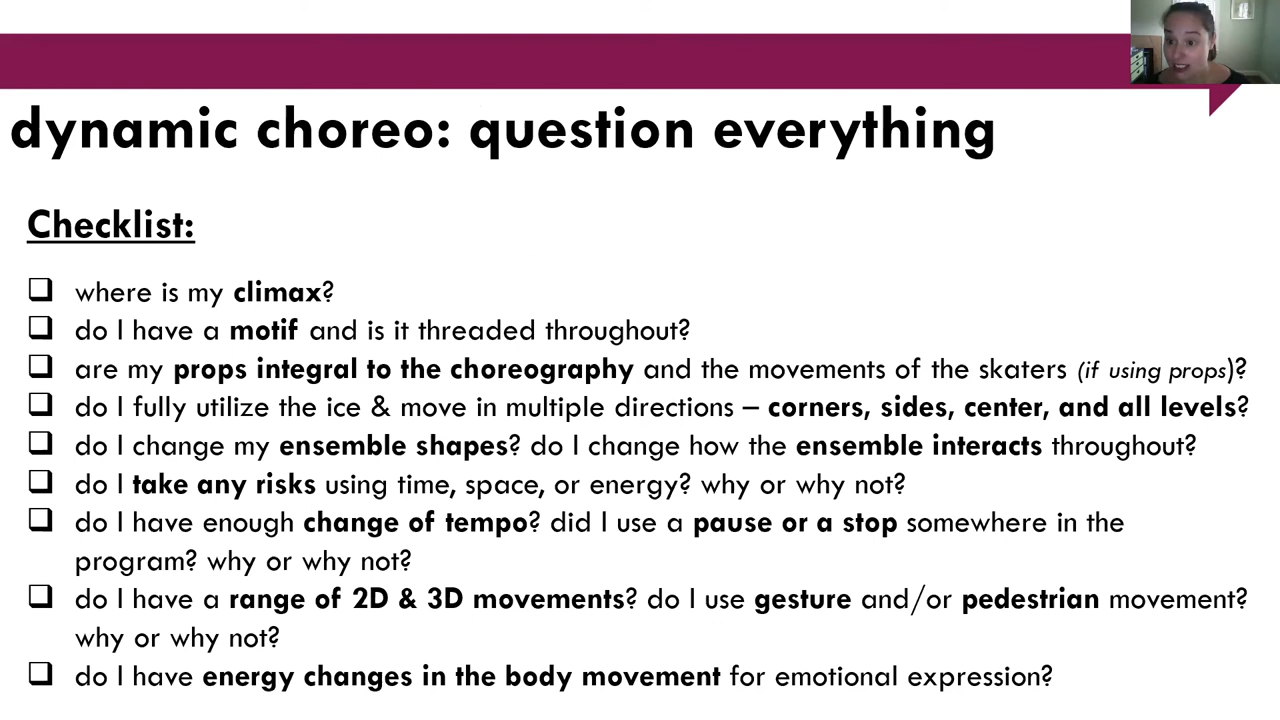 dynamic choreo: question everything
Checklist:
❑ where is my climax?
❑ do I have a motif and is it threaded throughout?
❑ are my props integral to the choreography and the movements of the skaters (if using props)?
❑ do I fully utilize the ice & move in multiple directions – corners, sides, center, and all levels?
❑ do I change my ensemble shapes? do I change how the ensemble interacts throughout?
❑ do I take any risks using time, space, or energy? why or why not?
❑ do I have enough change of tempo? did I use a pause or a stop somewhere in the
program? why or why not?
❑ do I have a range of 2D & 3D movements? do I use gesture and/or pedestrian movement?
why or why not?
❑ do I have energy changes in the body movement for emotional expression?